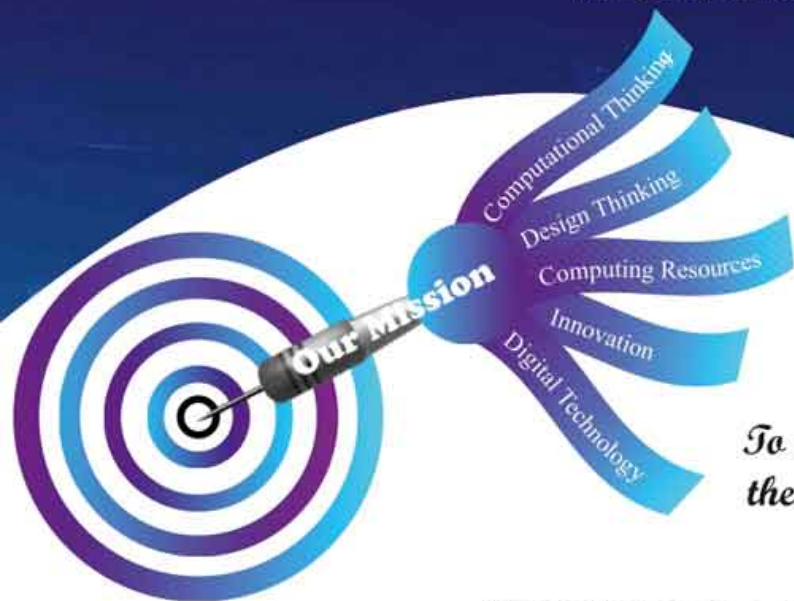 Computational Thinking
Design Thinking
Computing Resources
Innovation
Digital Technology
Our Mission
To
the